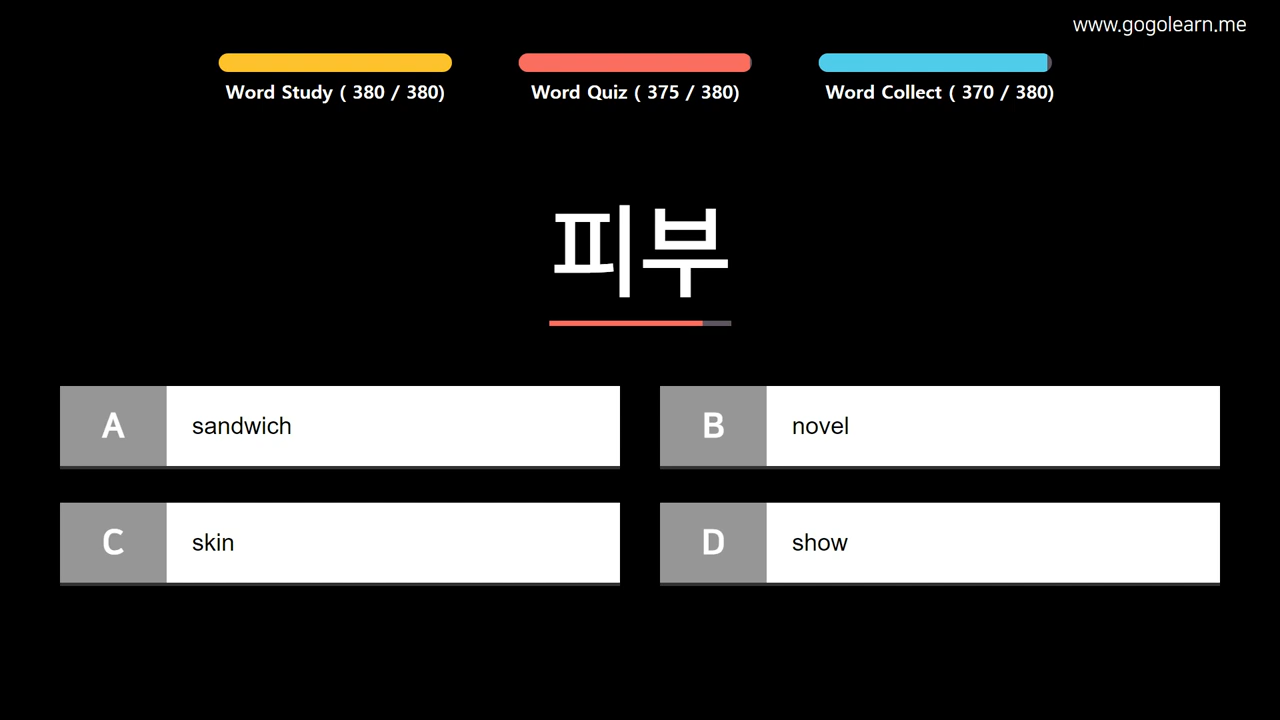 www.gogolearn.me
Word Study ( 380 / 380)
Word Quiz ( 375 / 380)
Word Collect ( 370 / 380)
피부
A sandwich
B novel
C skin
D show